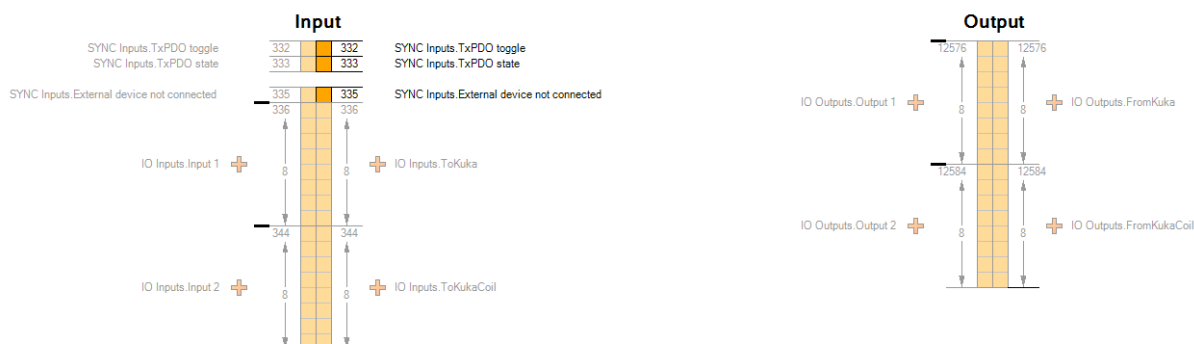 Input
Output
SYNC Inputs.TxPDO toggle 332 332 SYNC Inputs.TxPDO toggle
12576 12576
SYNC Inputs.TxPDO state 333 333 SYNC Inputs.TxPDO state
SYNC Inputs.External device not connected 335 335 SYNC Inputs.External device not connected
336 336
IO Outputs.Output 1 8 8 IO Outputs.FromKuka
IO Inputs.Input 1 8 8 IO Inputs.ToKuka
12584 12584
IO Outputs.Output 2 8 8 IO Outputs.FromKukaCoil
344 344
IO Inputs.Input 2 8 8 IO Inputs.ToKukaCoil